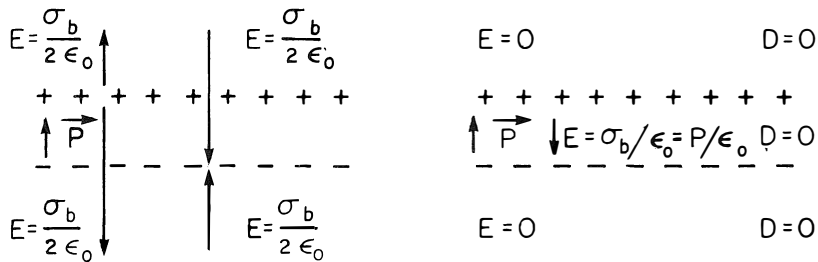 E=σ_b/2ϵ₀ E=σ_b/2ϵ₀ E=0 D=0
+ + + + + + + + + + + + + + + + + +
P P E=σ_b/ϵ₀=P/ϵ₀ D=0
− − − − − − − − − − − − − − − − − −
E=σ_b/2ϵ₀ E=σ_b/2ϵ₀ E=0 D=0